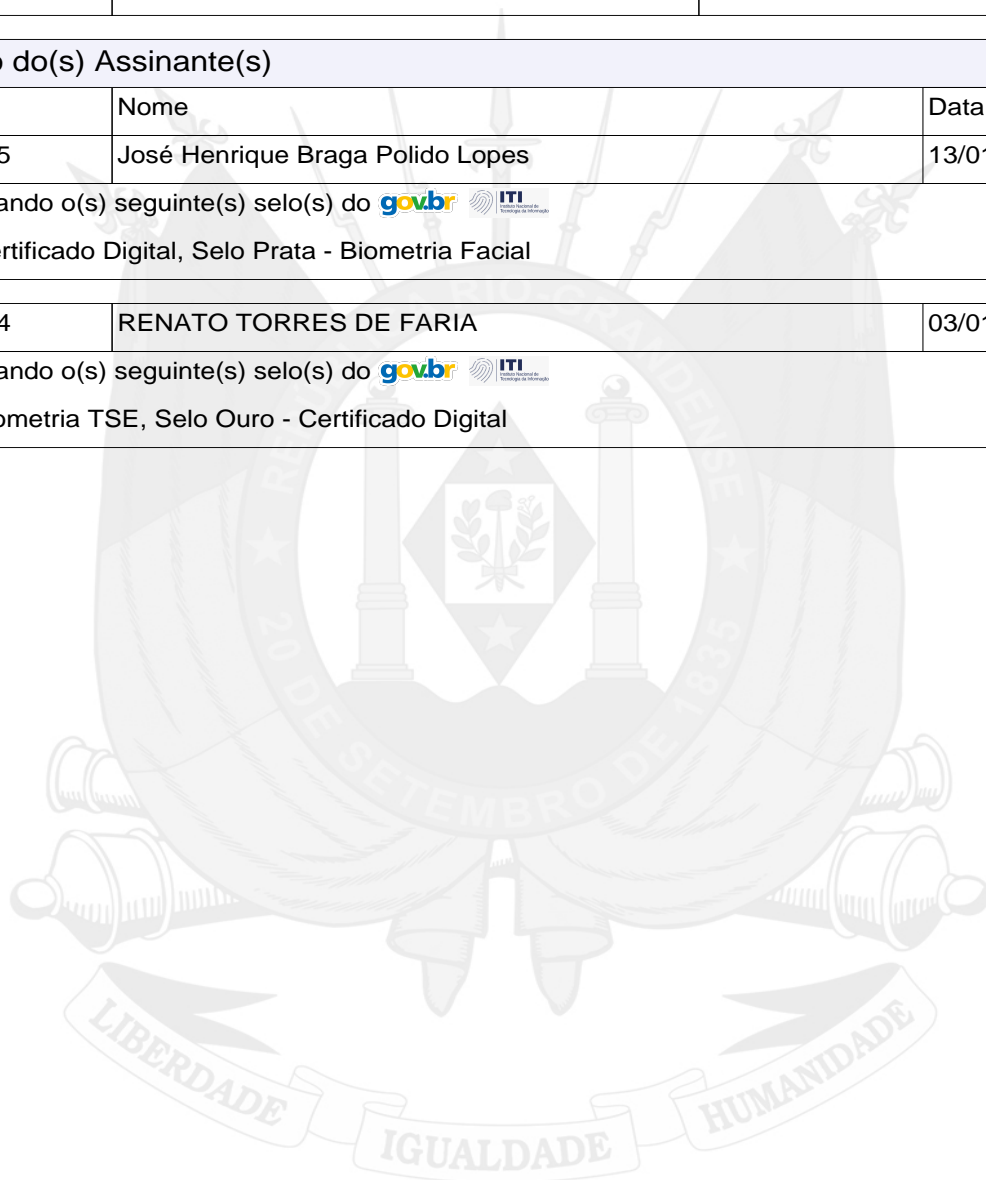 o do(s) Assinante(s)
Nome Data
5 José Henrique Braga Polido Lopes 13/01
ando o(s) seguinte(s) selo(s) do gov.br ITI
rtificado Digital, Selo Prata - Biometria Facial
4 RENATO TORRES DE FARIA 03/01
ando o(s) seguinte(s) selo(s) do gov.br ITI
ometria TSE, Selo Ouro - Certificado Digital
REPÚBLICA RIO-GRANDENSE
20 DE SETEMBRO DE 1835
LIBERDADE
IGUALDADE
HUMANIDADE